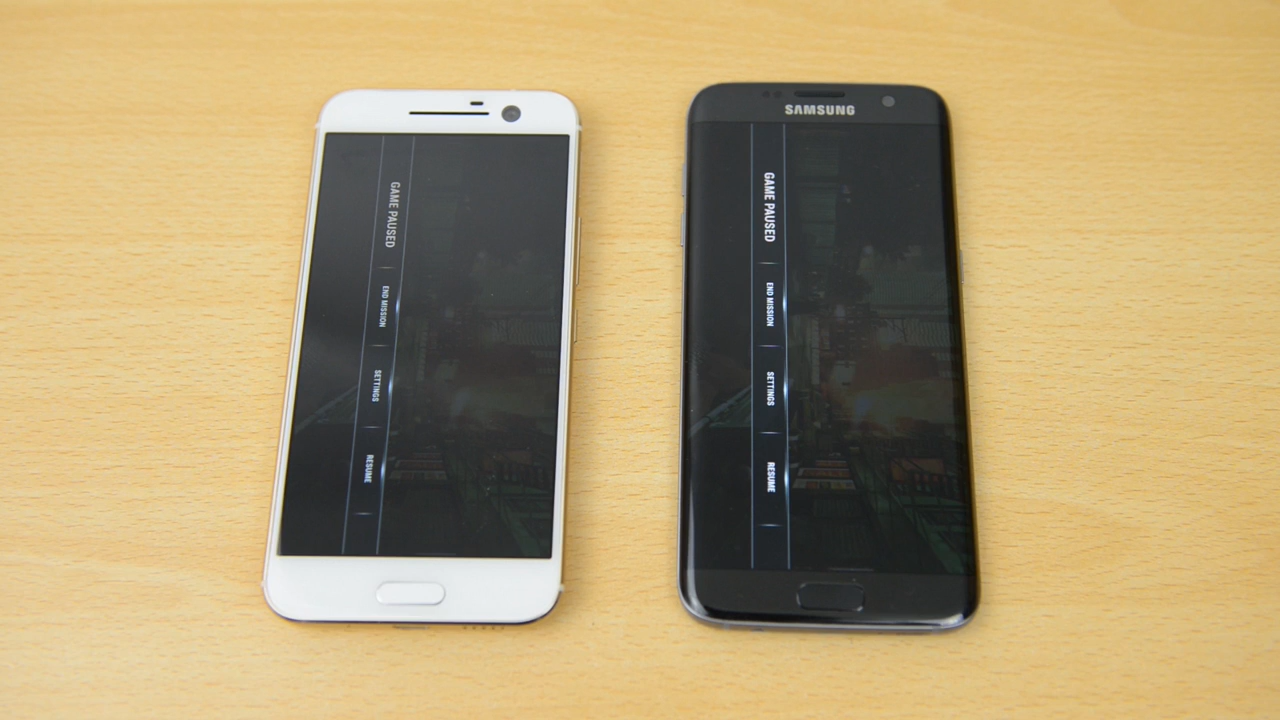 GAME PAUSED
END MISSION
SETTINGS
RESUME
SAMSUNG
GAME PAUSED
END MISSION
SETTINGS
RESUME